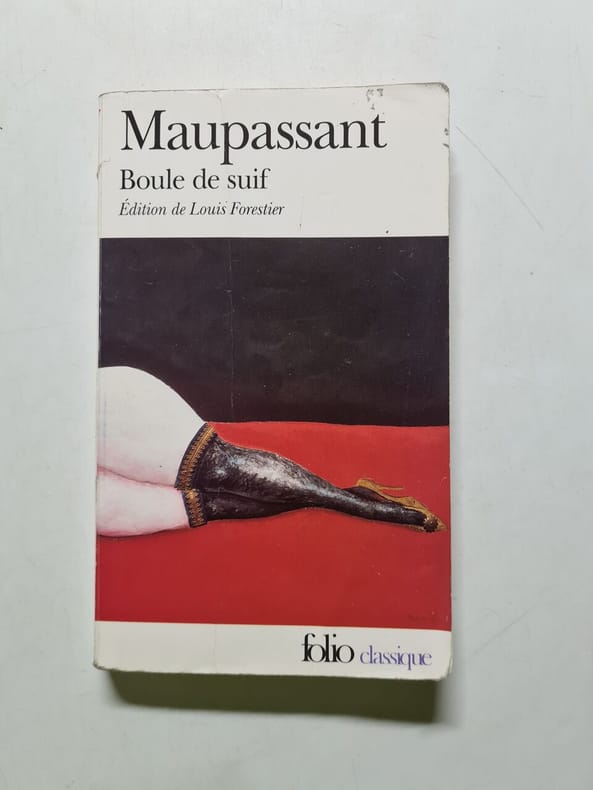 Maupassant
Boule de suif
Édition de Louis Forestier
folio classique